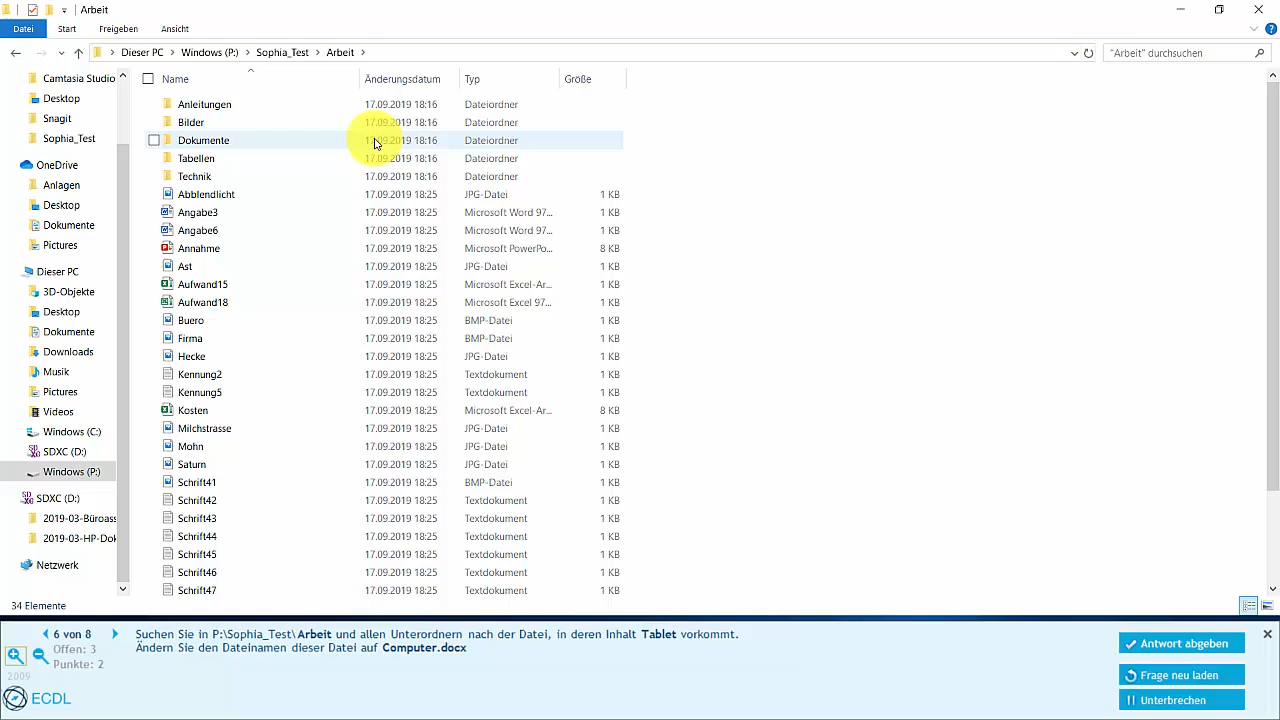 Arbeit
Datei Start Freigeben Ansicht
Dieser PC Windows (P:) Sophia_Test Arbeit "Arbeit" durchsuchen
Name Änderungsdatum Typ Größe
Camtasia Studio
Desktop
Snagit
Sophia_Test
OneDrive
Anlagen
Desktop
Dokumente
Pictures
Dieser PC
3D-Objekte
Desktop
Dokumente
Downloads
Musik
Pictures
Videos
Windows (C:)
SDXC (D:)
Windows (P:)
SDXC (D:)
2019-03-Büroass
2019-03-HP-Dok
Netzwerk
Anleitungen 17.09.2019 18:16 Dateiordner
Bilder 17.09.2019 18:16 Dateiordner
Dokumente 17.09.2019 18:16 Dateiordner
Tabellen 17.09.2019 18:16 Dateiordner
Technik 17.09.2019 18:16 Dateiordner
Abblendlicht 17.09.2019 18:25 JPG-Datei 1 KB
Angabe3 17.09.2019 18:25 Microsoft Word 97... 1 KB
Angabe6 17.09.2019 18:25 Microsoft Word 97... 1 KB
Annahme 17.09.2019 18:25 Microsoft PowerPo... 8 KB
Ast 17.09.2019 18:25 JPG-Datei 1 KB
Aufwand15 17.09.2019 18:25 Microsoft Excel-Ar... 1 KB
Aufwand18 17.09.2019 18:25 Microsoft Excel 97... 1 KB
Buero 17.09.2019 18:25 BMP-Datei 1 KB
Firma 17.09.2019 18:25 BMP-Datei 1 KB
Hecke 17.09.2019 18:25 JPG-Datei 1 KB
Kennung2 17.09.2019 18:25 Textdokument 1 KB
Kennung5 17.09.2019 18:25 Textdokument 1 KB
Kosten 17.09.2019 18:25 Microsoft Excel-Ar... 8 KB
Milchstrasse 17.09.2019 18:25 JPG-Datei 1 KB
Mohn 17.09.2019 18:25 JPG-Datei 1 KB
Saturn 17.09.2019 18:25 JPG-Datei 1 KB
Schrift41 17.09.2019 18:25 BMP-Datei 1 KB
Schrift42 17.09.2019 18:25 Textdokument 1 KB
Schrift43 17.09.2019 18:25 Textdokument 1 KB
Schrift44 17.09.2019 18:25 Textdokument 1 KB
Schrift45 17.09.2019 18:25 Textdokument 1 KB
Schrift46 17.09.2019 18:25 Textdokument 1 KB
Schrift47 17.09.2019 18:25 Textdokument 1 KB
34 Elemente
6 von 8
Offen: 3
Punkte: 2
2009
ECDL
Suchen Sie in P:\Sophia_Test\Arbeit und allen Unterordnern nach der Datei, in deren Inhalt Tablet vorkommt.
Ändern Sie den Dateinamen dieser Datei auf Computer.docx
Antwort abgeben
Frage neu laden
Unterbrechen